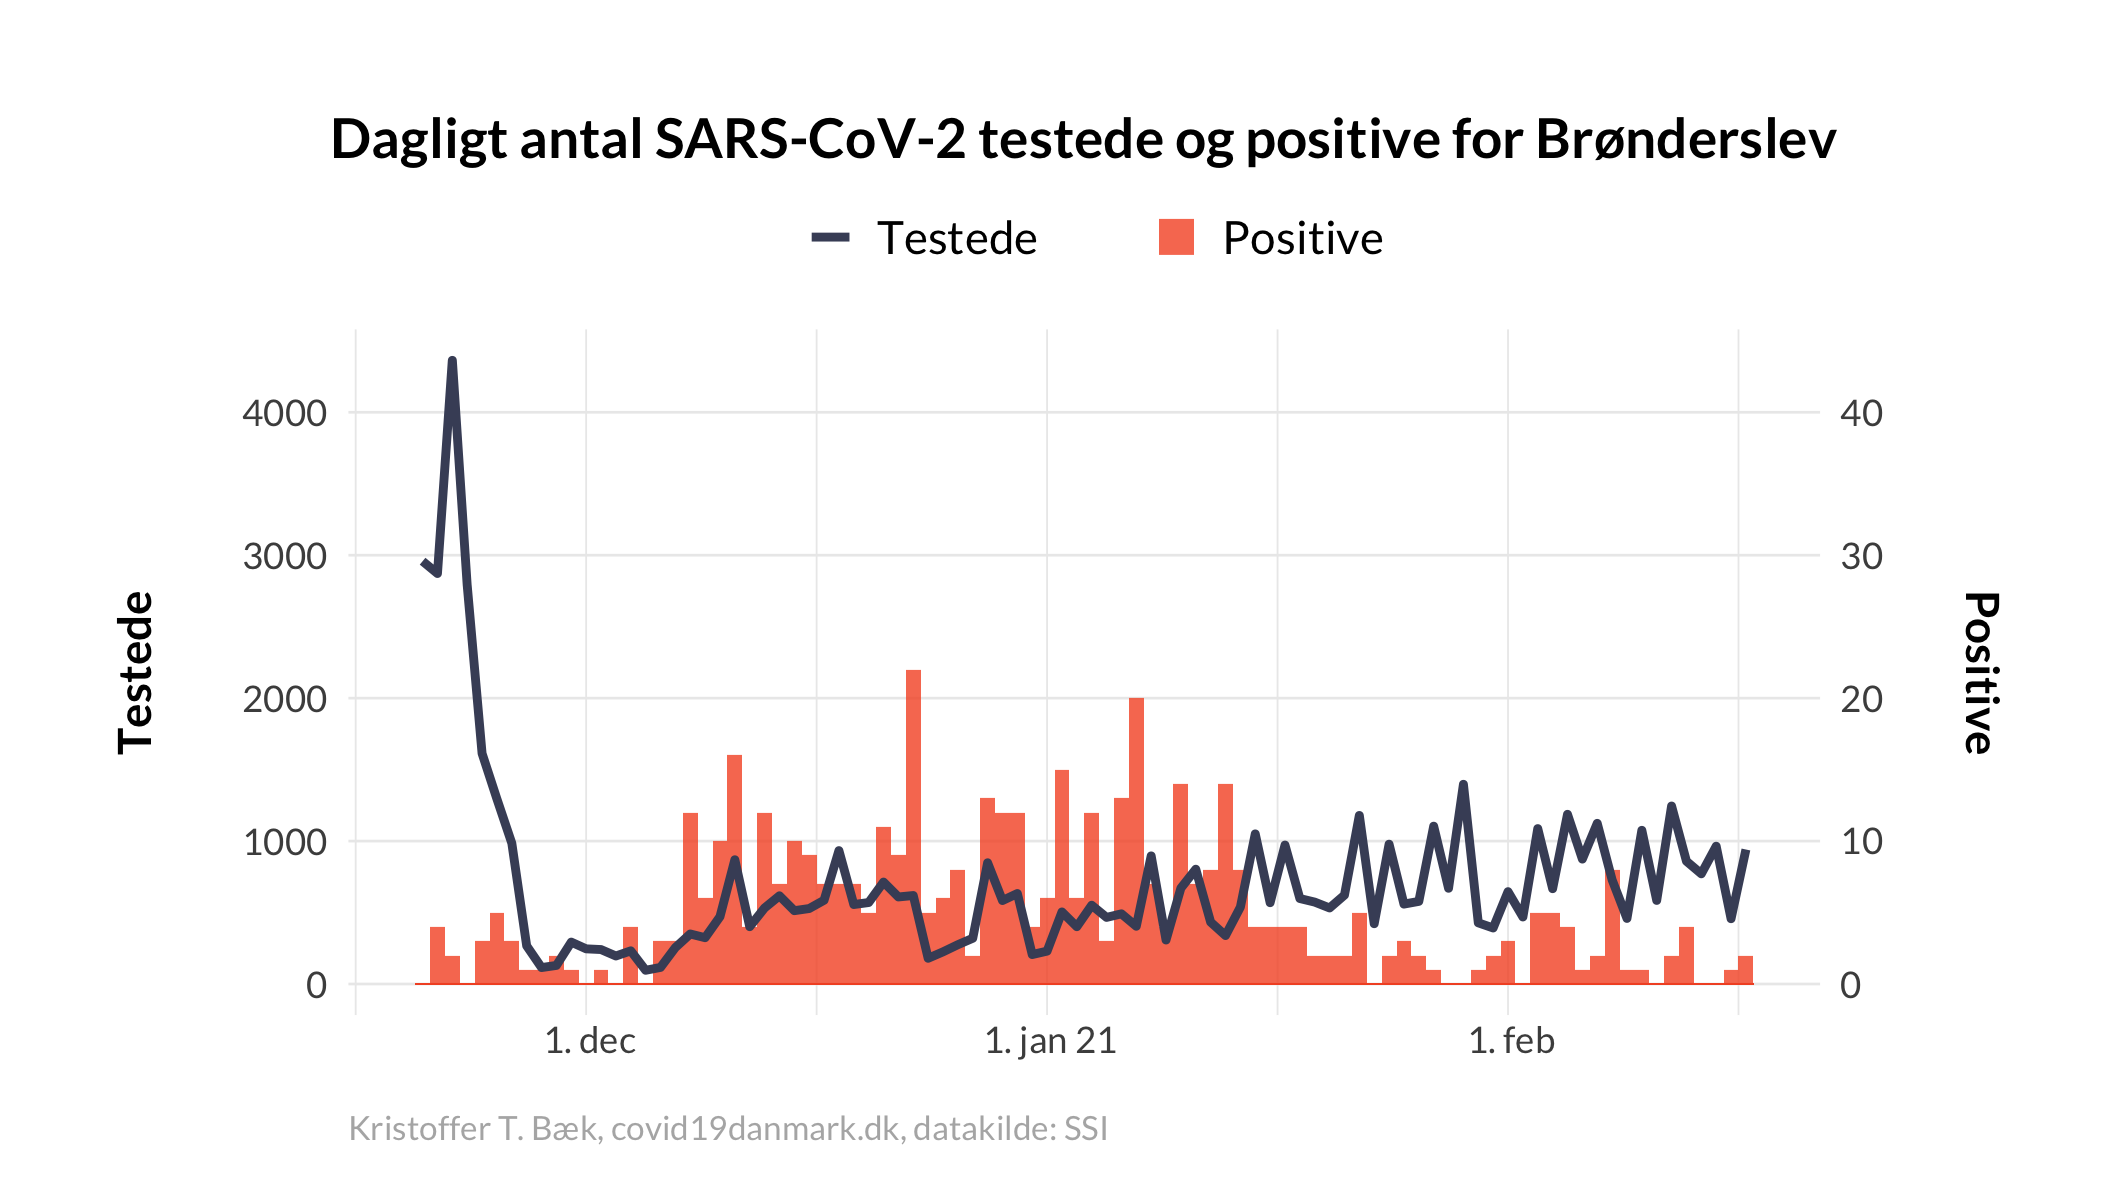 Dagligt antal SARS-CoV-2 testede og positive for Brønderslev
Testede
Positive
4000
3000
2000
1000
0
40
30
20
10
0
Testede
Positive
1. dec
1. jan 21
1. feb
Kristoffer T. Bæk, covid19danmark.dk, datakilde: SSI